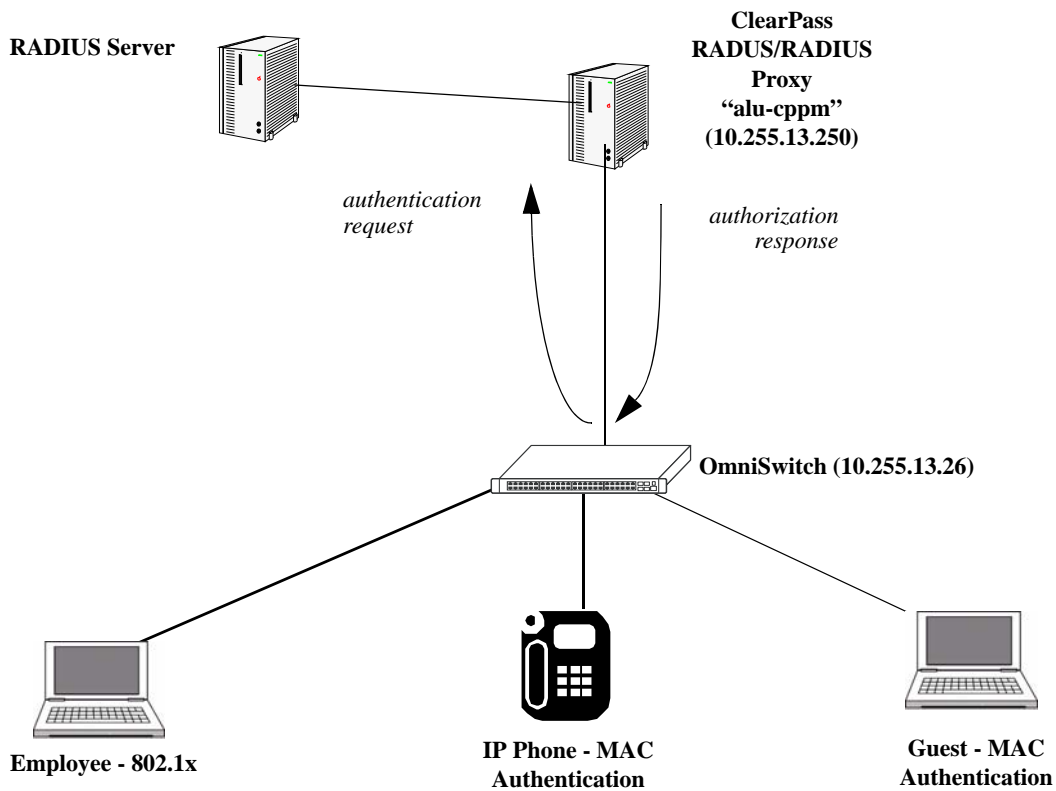 RADIUS Server
ClearPass
RADUS/RADIUS
Proxy
“alu-cppm”
(10.255.13.250)
authentication
request
authorization
response
OmniSwitch (10.255.13.26)
Employee - 802.1x
IP Phone - MAC
Authentication
Guest - MAC
Authentication